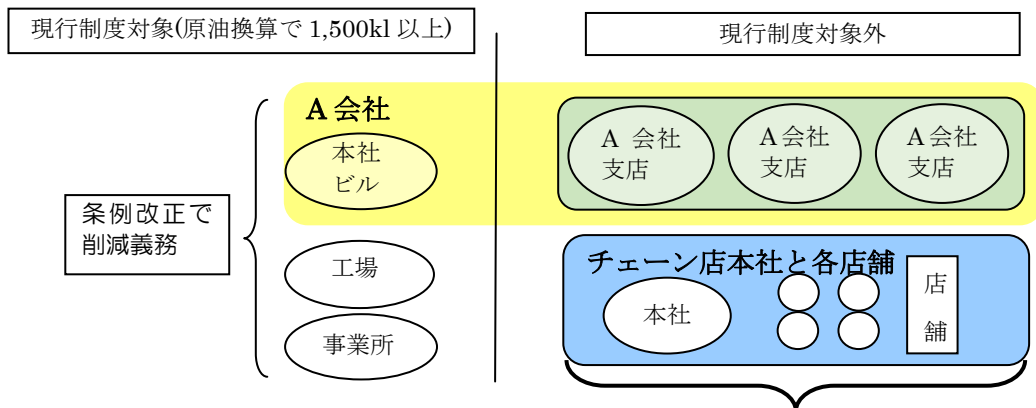 現行制度対象(原油換算で 1,500kl 以上)
現行制度対象外
A 会社
本社
ビル
A 会社
支店
A 会社
支店
A 会社
支店
条例改正で
削減義務
工場
事業所
チェーン店本社と各店舗
本社
店
舗